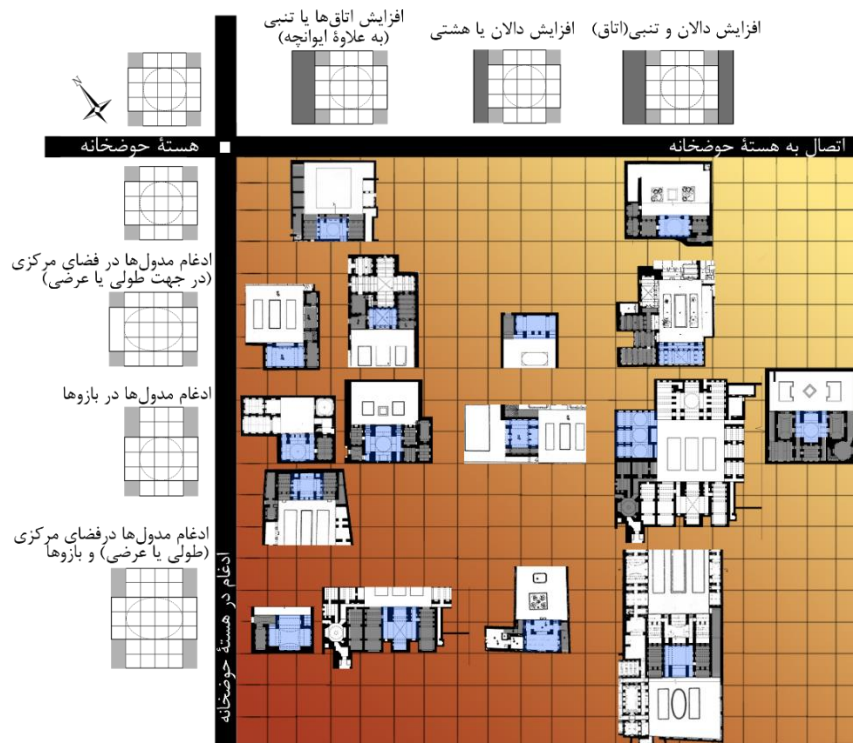 افزایش اتاق‌ها یا تنبی
(به علاوهٔ ایوانچه)
افزایش دالان یا هشتی
افزایش دالان و تنبی(اتاق)
N
هستهٔ حوضخانه
اتصال به هستهٔ حوضخانه
ادغام مدول‌ها در فضای مرکزی
(در جهت طولی یا عرضی)
ادغام مدول‌ها در بازوها
ادغام مدول‌ها درفضای مرکزی
(طولی یا عرضی) و بازوها
ادغام در هستهٔ حوضخانه